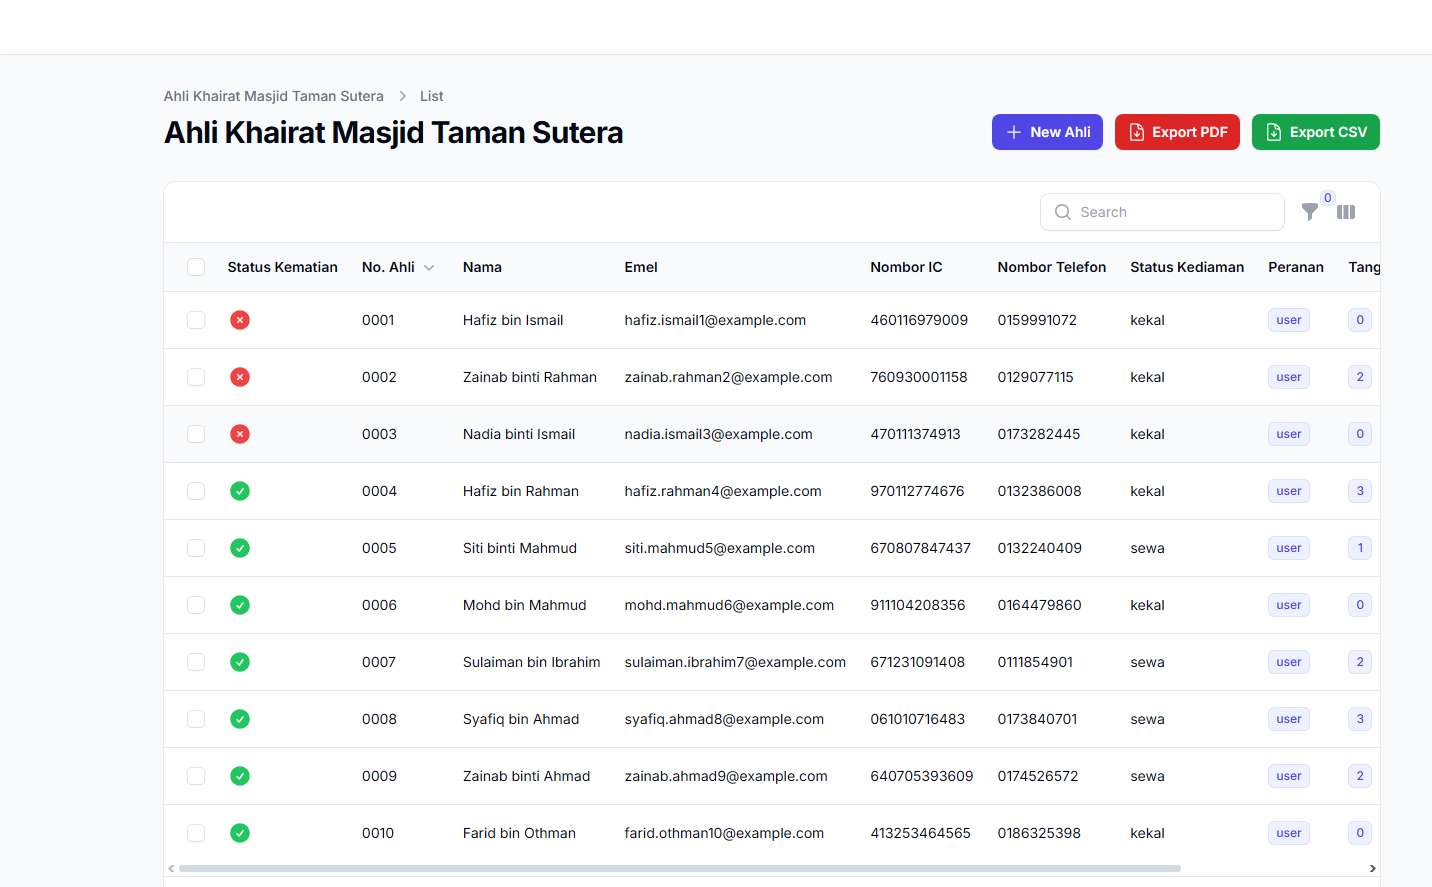 Ahli Khairat Masjid Taman Sutera > List
Ahli Khairat Masjid Taman Sutera
New Ahli
Export PDF
Export CSV
Search
0
Status Kematian No. Ahli Nama Emel Nombor IC Nombor Telefon Status Kediaman Peranan Tang
0001 Hafiz bin Ismail hafiz.ismail1@example.com 460116979009 0159991072 kekal user 0
0002 Zainab binti Rahman zainab.rahman2@example.com 760930001158 0129077115 kekal user 2
0003 Nadia binti Ismail nadia.ismail3@example.com 470111374913 0173282445 kekal user 0
0004 Hafiz bin Rahman hafiz.rahman4@example.com 970112774676 0132386008 kekal user 3
0005 Siti binti Mahmud siti.mahmud5@example.com 670807847437 0132240409 sewa user 1
0006 Mohd bin Mahmud mohd.mahmud6@example.com 911104208356 0164479860 kekal user 0
0007 Sulaiman bin Ibrahim sulaiman.ibrahim7@example.com 671231091408 0111854901 sewa user 2
0008 Syafiq bin Ahmad syafiq.ahmad8@example.com 061010716483 0173840701 sewa user 3
0009 Zainab binti Ahmad zainab.ahmad9@example.com 640705393609 0174526572 sewa user 2
0010 Farid bin Othman farid.othman10@example.com 413253464565 0186325398 kekal user 0